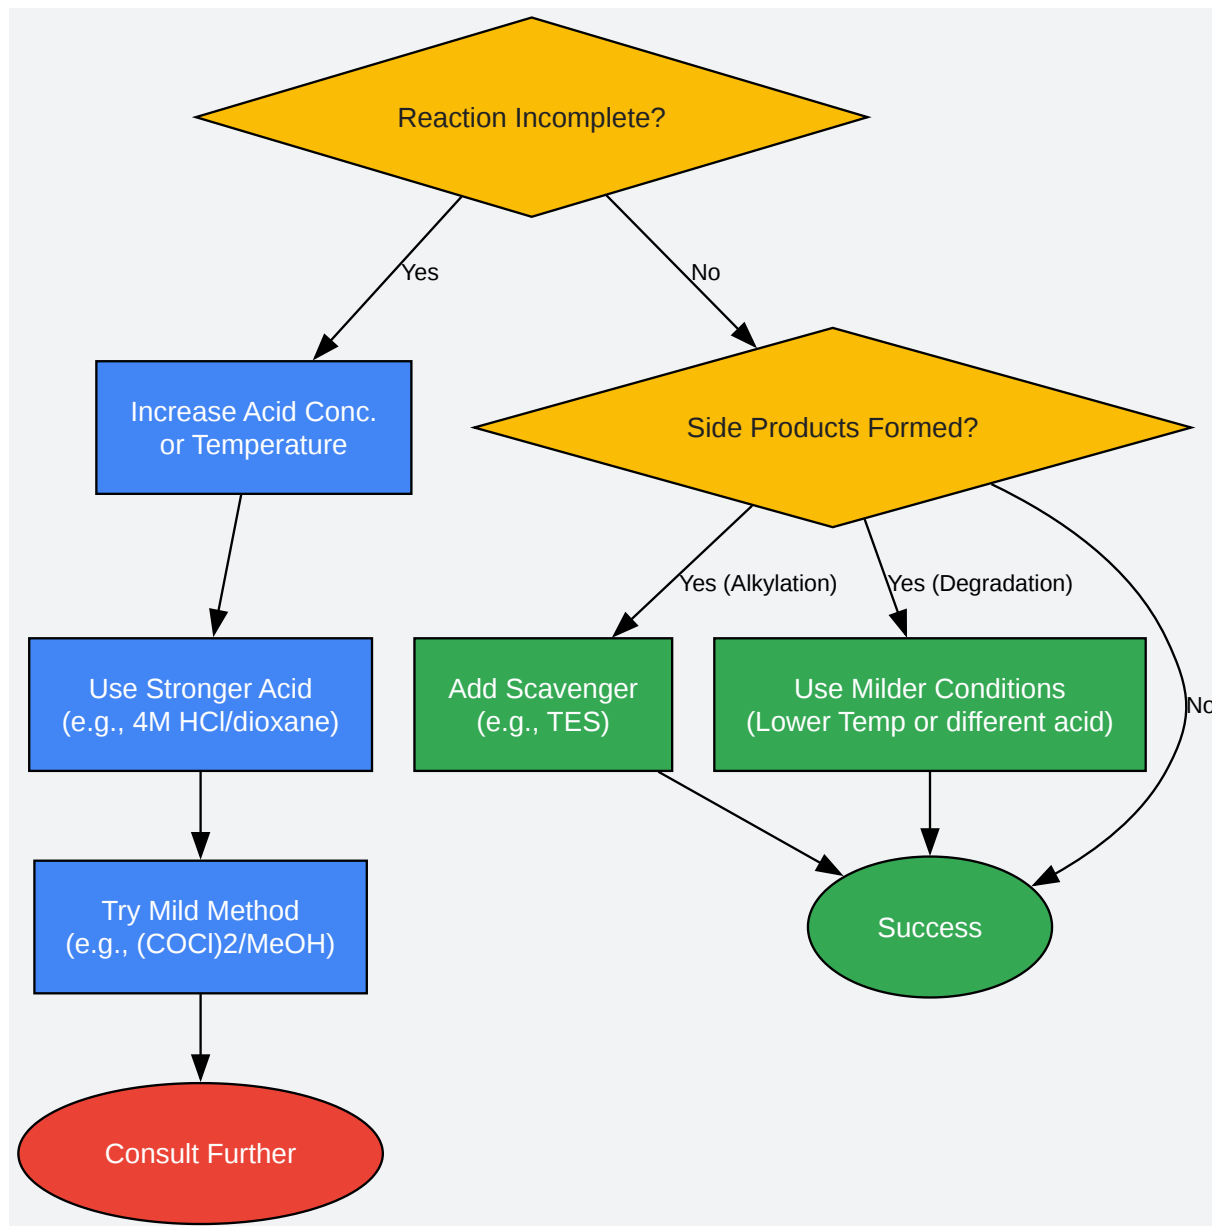 Reaction Incomplete?
Yes
No
Increase Acid Conc.
or Temperature
Side Products Formed?
Yes (Alkylation)
Yes (Degradation)
Use Stronger Acid
(e.g., 4M HCl/dioxane)
Add Scavenger
(e.g., TES)
Use Milder Conditions
(Lower Temp or different acid)
No
Try Mild Method
(e.g., (COCl)2/MeOH)
Success
Consult Further